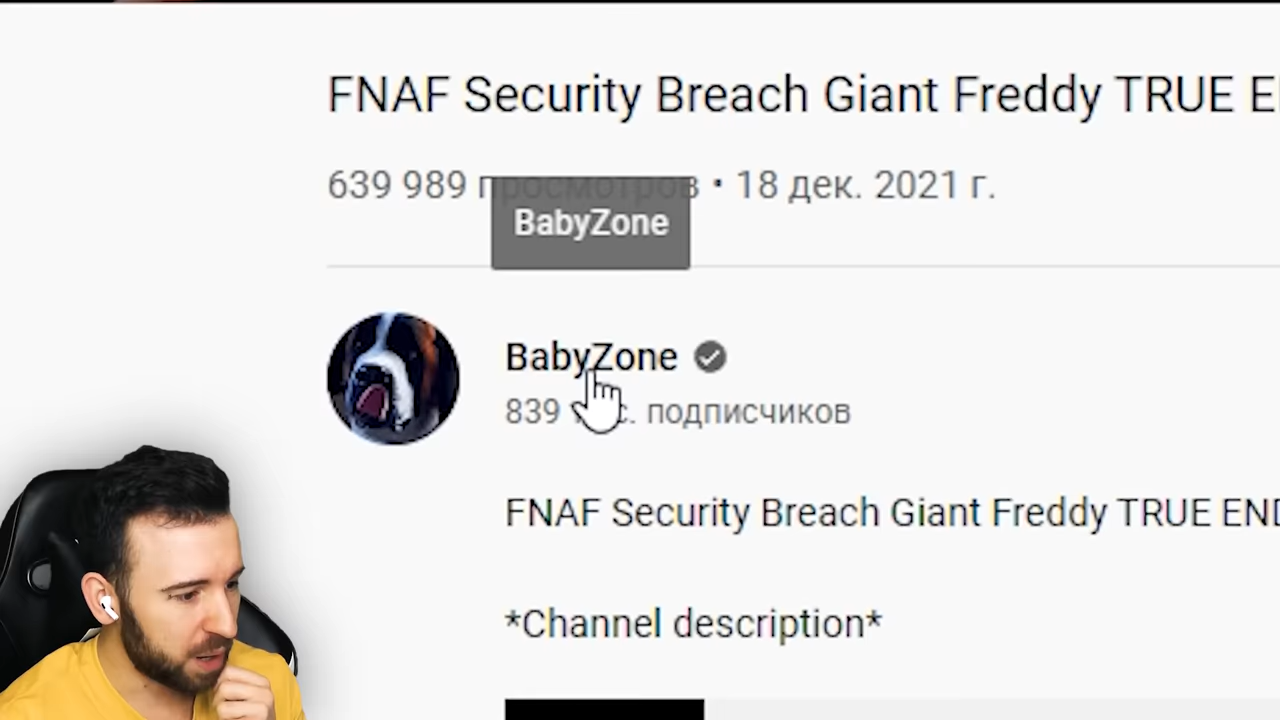 FNAF Security Breach Giant Freddy TRUE E
639 989 просмотров • 18 дек. 2021 г.
BabyZone
BabyZone
839 подписчиков
FNAF Security Breach Giant Freddy TRUE END
*Channel description*